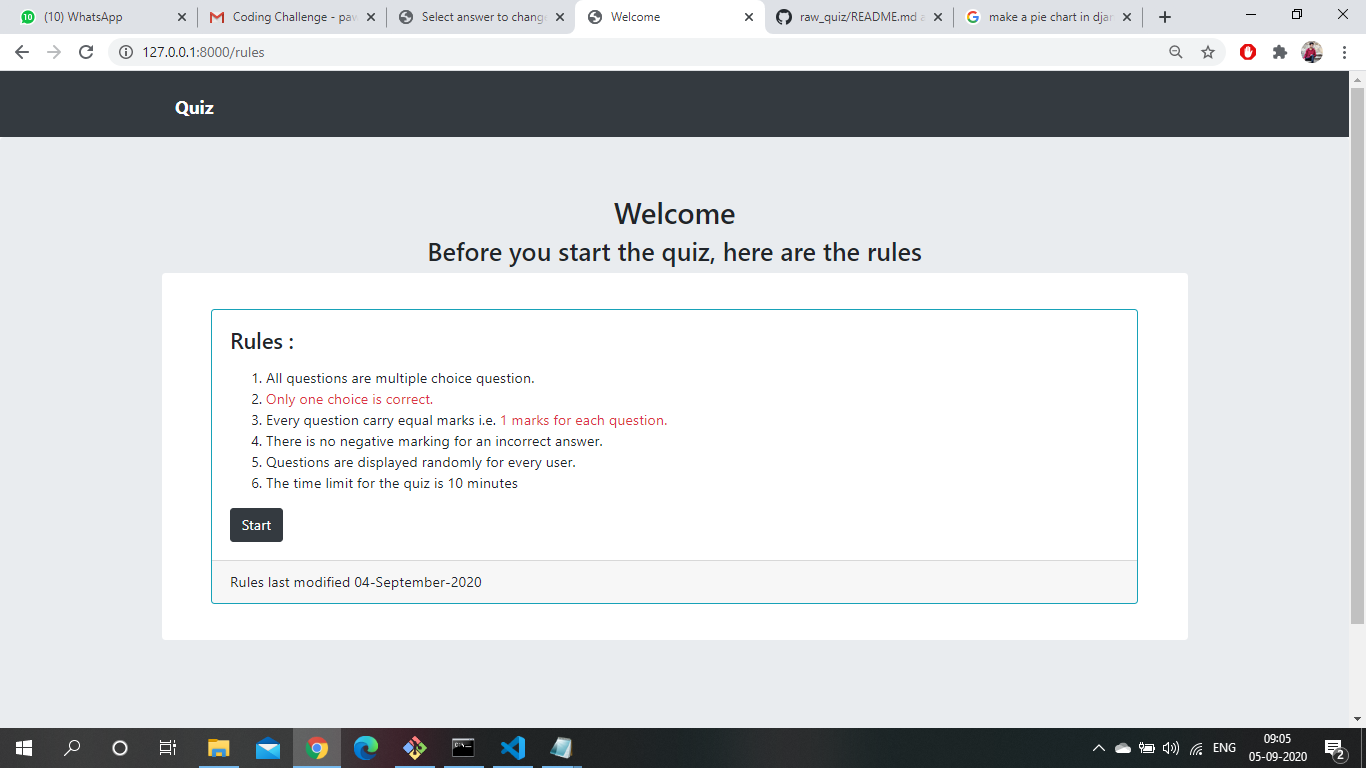 (10) WhatsApp
Coding Challenge - paw
Select answer to change
Welcome
raw_quiz/README.md a
make a pie chart in djan
127.0.0.1:8000/rules
Quiz
Welcome
Before you start the quiz, here are the rules
Rules :
1. All questions are multiple choice question.
2. Only one choice is correct.
3. Every question carry equal marks i.e. 1 marks for each question.
4. There is no negative marking for an incorrect answer.
5. Questions are displayed randomly for every user.
6. The time limit for the quiz is 10 minutes
Start
Rules last modified 04-September-2020
ENG
09:05
05-09-2020
2